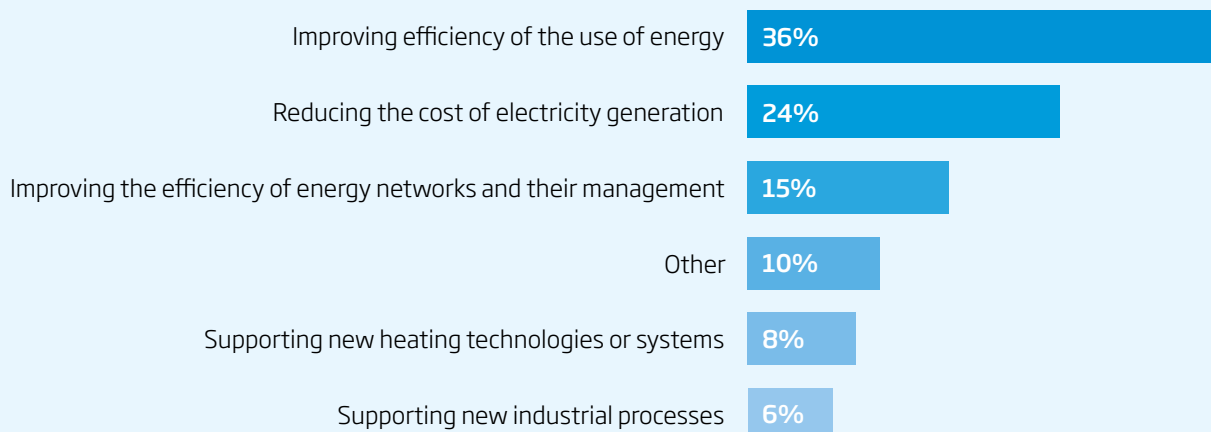 Improving efficiency of the use of energy 36%
Reducing the cost of electricity generation 24%
Improving the efficiency of energy networks and their management 15%
Other 10%
Supporting new heating technologies or systems 8%
Supporting new industrial processes 6%